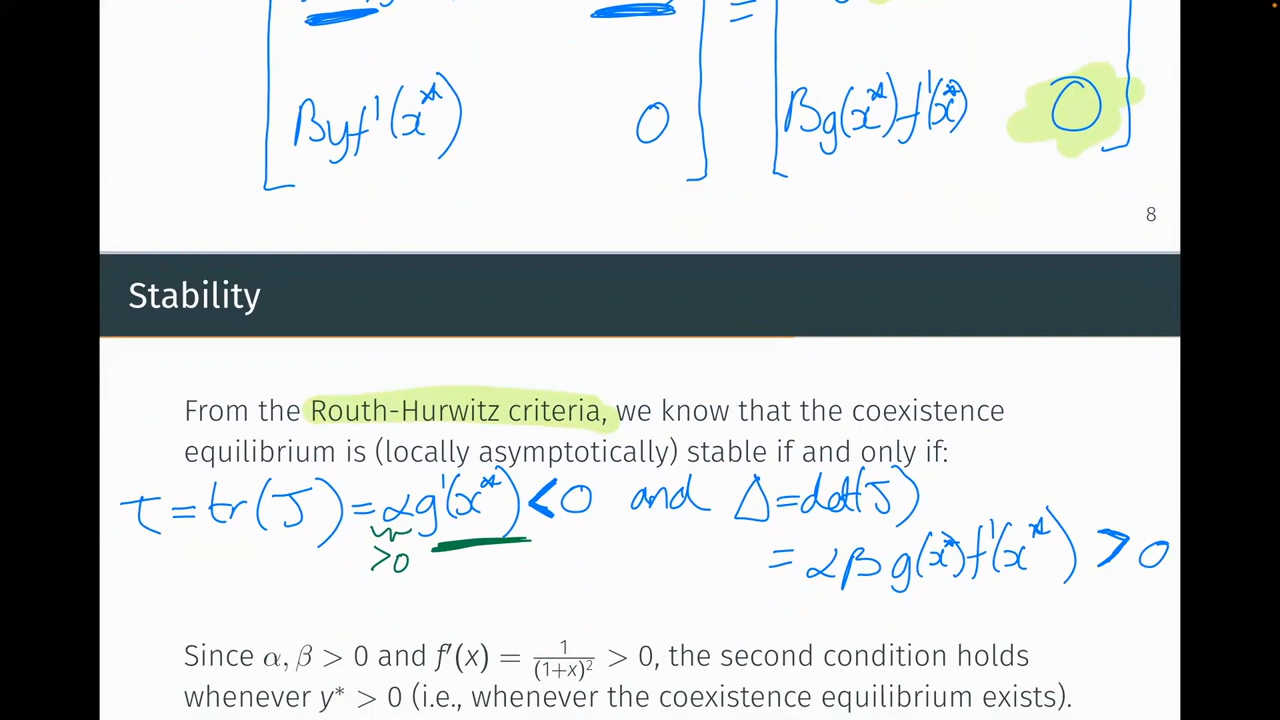 βyf'(x*) 0 = βg(x*)f'(x*) 0
8
Stability
From the Routh-Hurwitz criteria, we know that the coexistence
equilibrium is (locally asymptotically) stable if and only if:
τ = tr(J) = αg'(x*) < 0 and Δ = det(J)
>0
= αβg(x*)f'(x*) > 0
Since α, β > 0 and f'(x) = 1/(1+x)² > 0, the second condition holds
whenever y* > 0 (i.e., whenever the coexistence equilibrium exists).